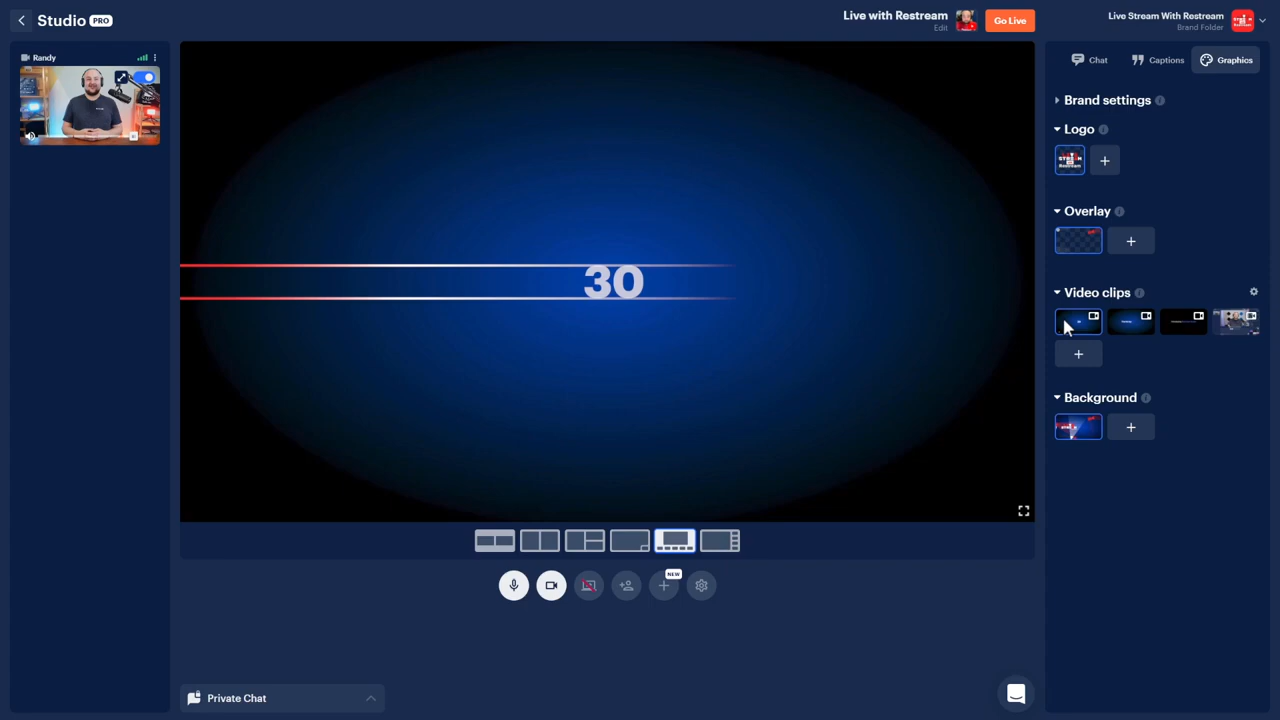 Studio PRO
Live with Restream
Edit
Go Live
Live Stream With Restream
Brand Folder
Randy
Chat
Captions
Graphics
Brand settings
Logo
Overlay
Video clips
Background
30
NEW
Private Chat